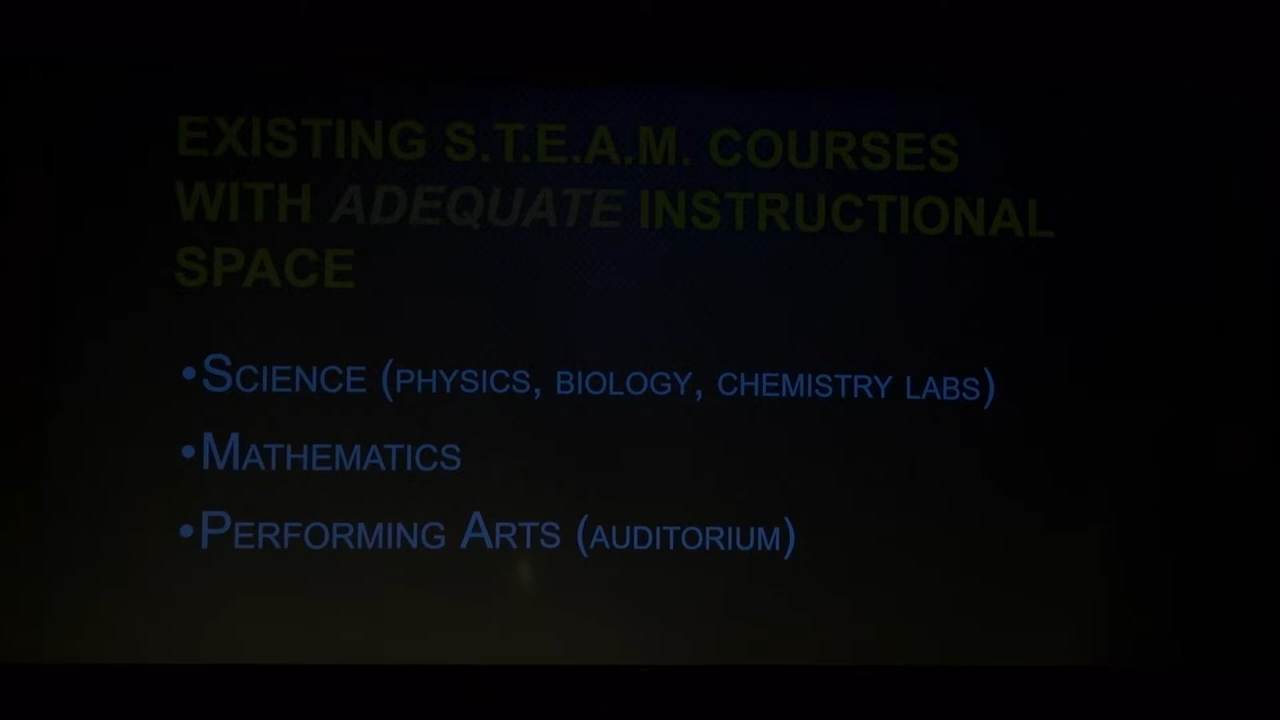 EXISTING S.T.E.A.M. COURSES
WITH ADEQUATE INSTRUCTIONAL
SPACE
•SCIENCE (PHYSICS, BIOLOGY, CHEMISTRY LABS)
•MATHEMATICS
•PERFORMING ARTS (AUDITORIUM)